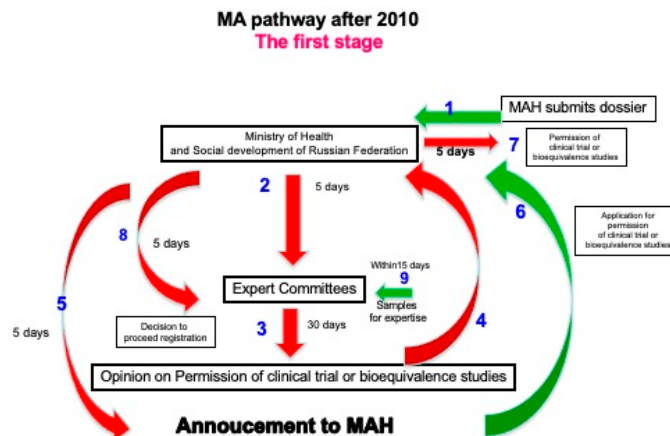 MA pathway after 2010
The first stage
1
MAH submits dossier
Ministry of Health
and Social development of Russian Federation
5 days
7
Permission of
clinical trial or
bioequivalence studies
2
5 days
6
Application for
permission
of clinical trial or
bioequivalence studies
8
5 days
Within15 days
9
Expert Committees
Samples
for expertise
5
5 days
Decision to
proceed registration
3
30 days
4
Opinion on Permission of clinical trial or bioequivalence studies
Annoucement to MAH